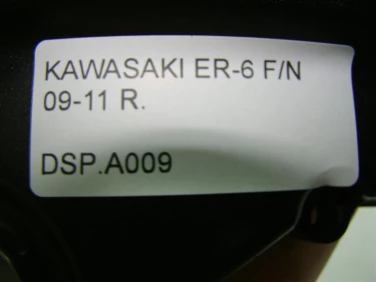 KAWASAKI ER-6 F/N
09-11 R.
DSP.A009